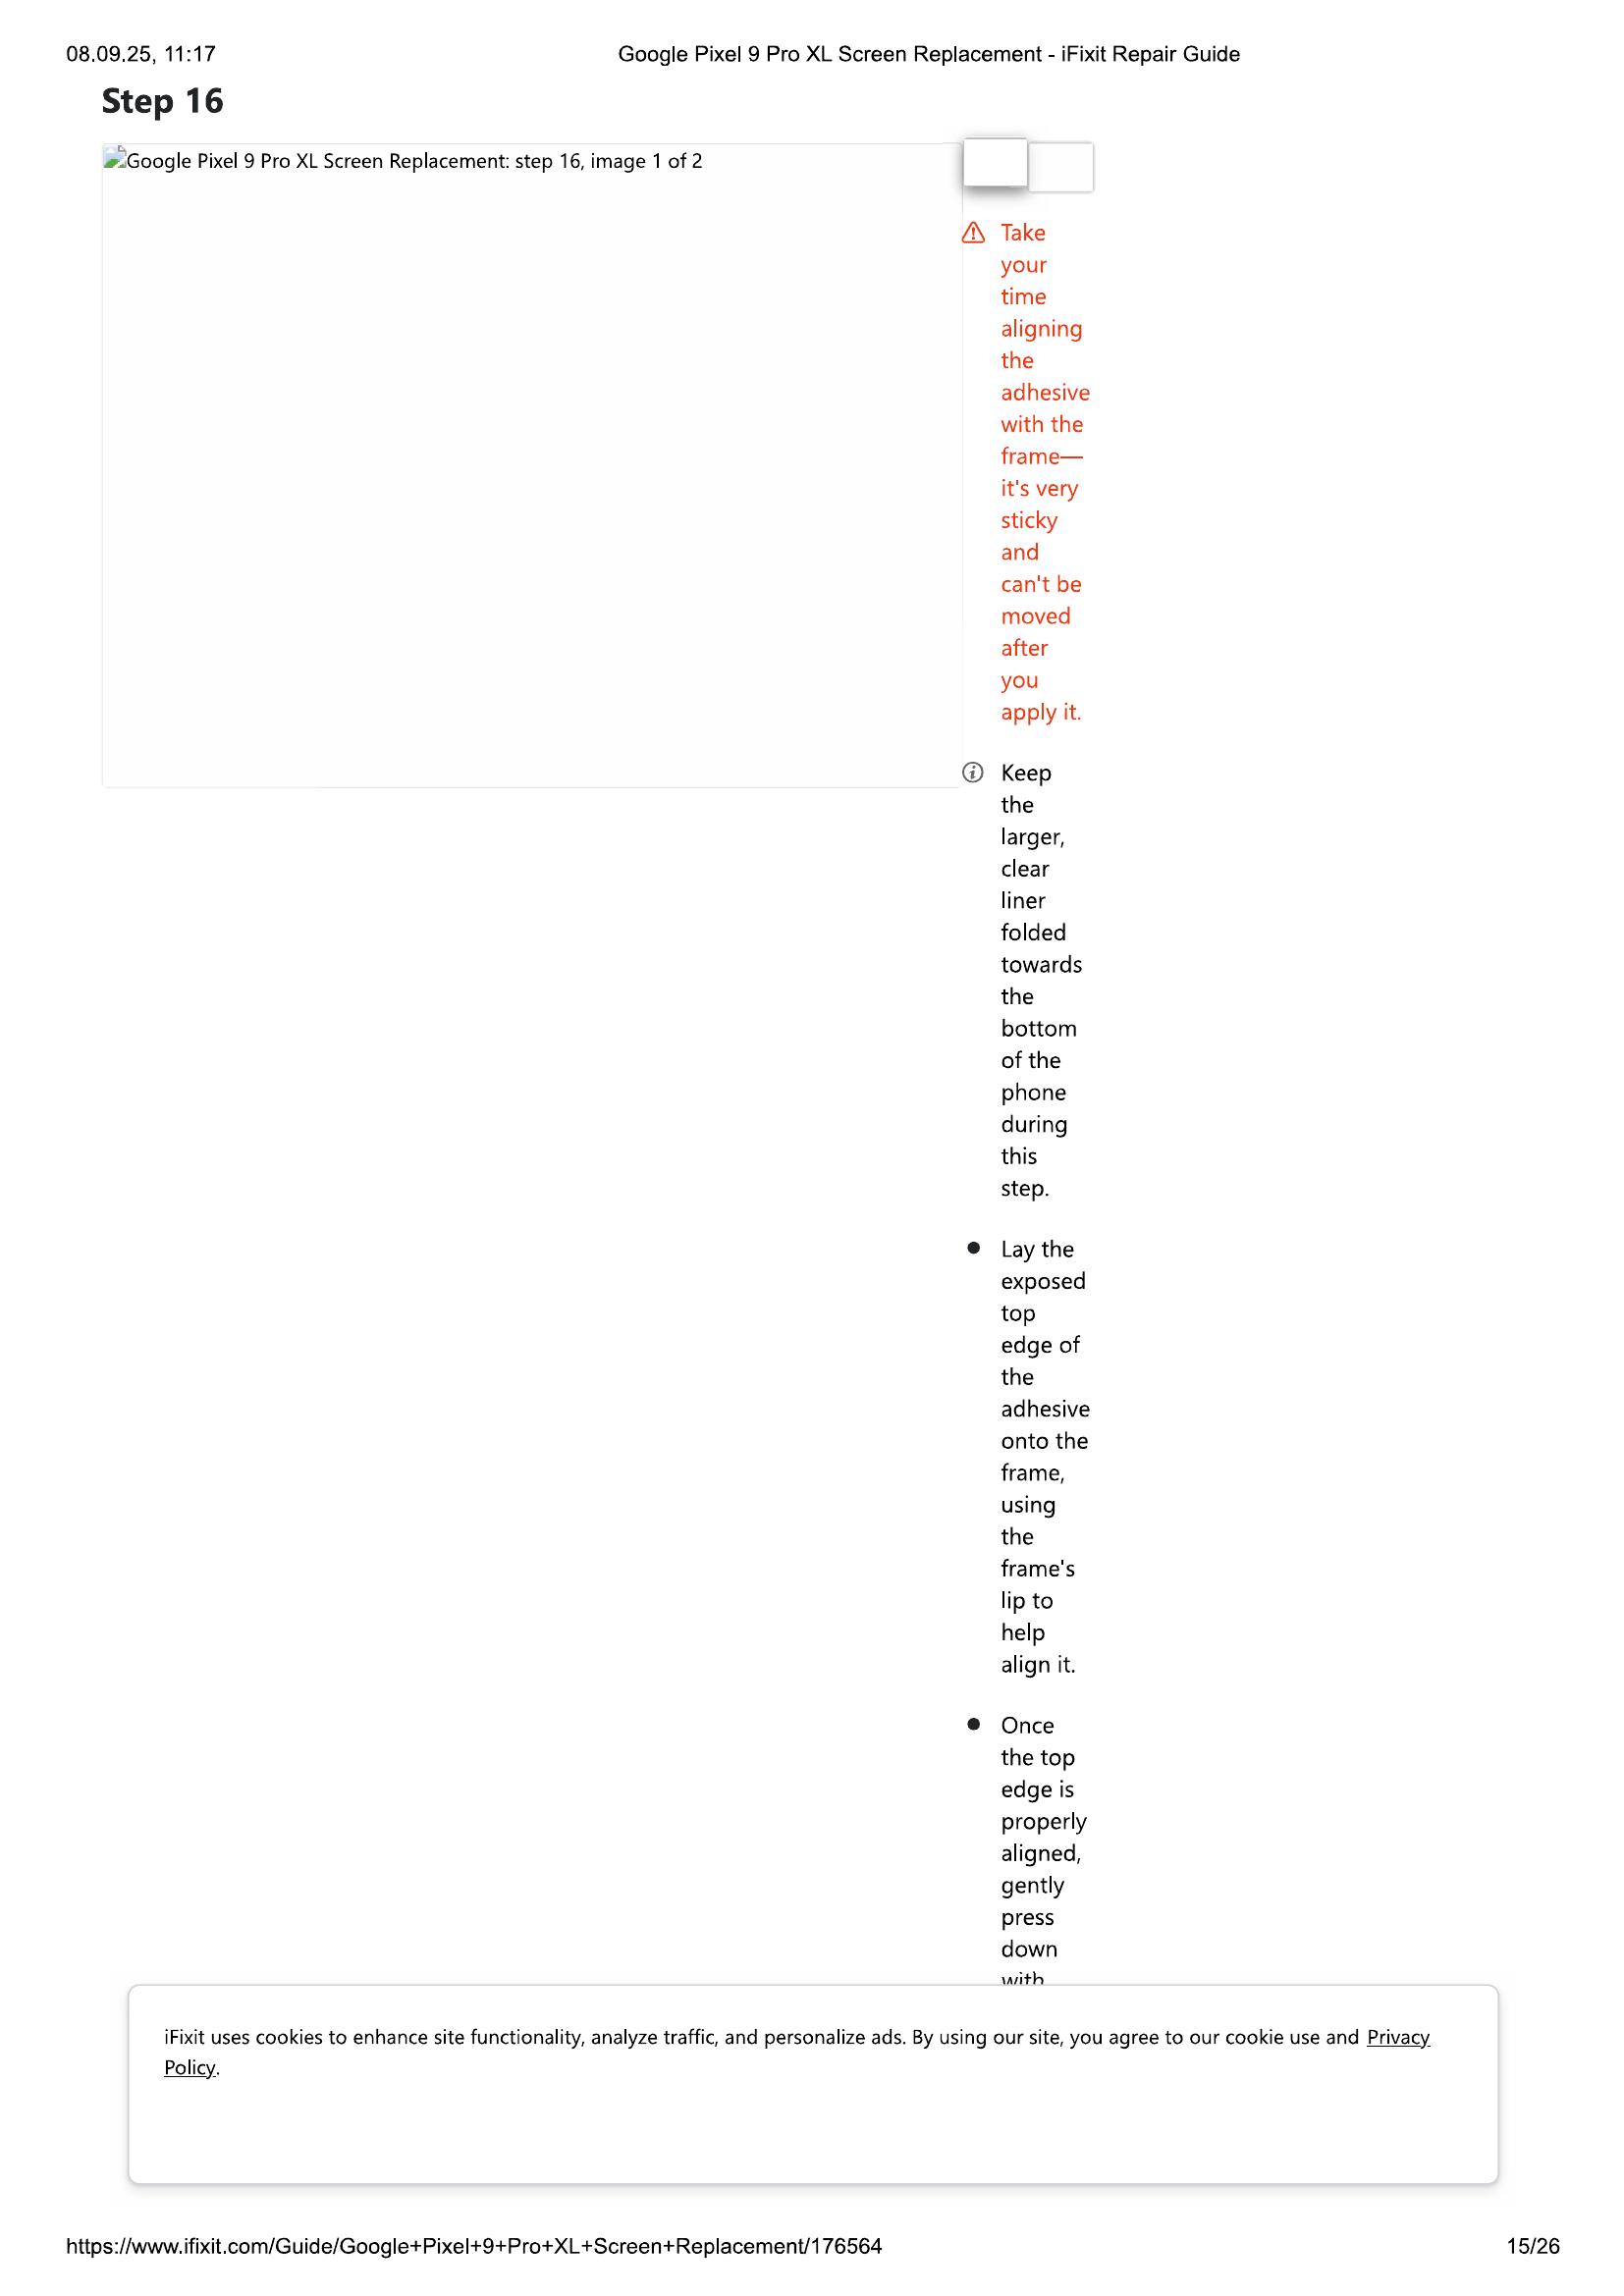 08.09.25, 11:17
Google Pixel 9 Pro XL Screen Replacement - iFixit Repair Guide
Step 16
Google Pixel 9 Pro XL Screen Replacement: step 16, image 1 of 2
Take
your
time
aligning
the
adhesive
with the
frame—
it's very
sticky
and
can't be
moved
after
you
apply it.
Keep
the
larger,
clear
liner
folded
towards
the
bottom
of the
phone
during
this
step.
Lay the
exposed
top
edge of
the
adhesive
onto the
frame,
using
the
frame's
lip to
help
align it.
Once
the top
edge is
properly
aligned,
gently
press
down
with
iFixit uses cookies to enhance site functionality, analyze traffic, and personalize ads. By using our site, you agree to our cookie use and Privacy
Policy.
https://www.ifixit.com/Guide/Google+Pixel+9+Pro+XL+Screen+Replacement/176564
15/26